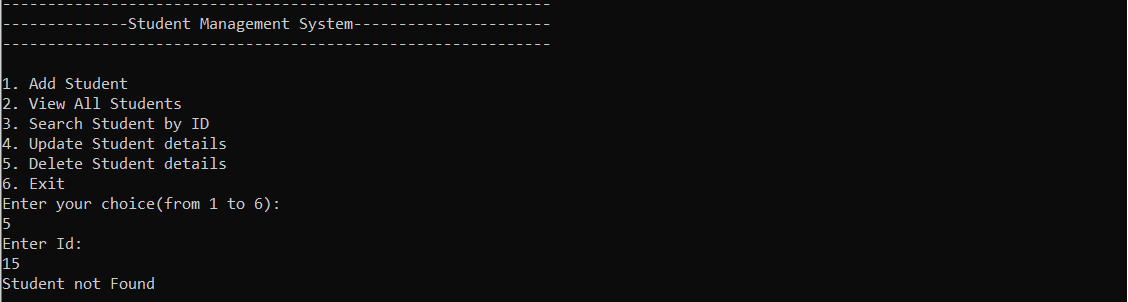 -------------------------------------------------------------
--------------Student Management System----------------------
-------------------------------------------------------------
1. Add Student
2. View All Students
3. Search Student by ID
4. Update Student details
5. Delete Student details
6. Exit
Enter your choice(from 1 to 6):
5
Enter Id:
15
Student not Found